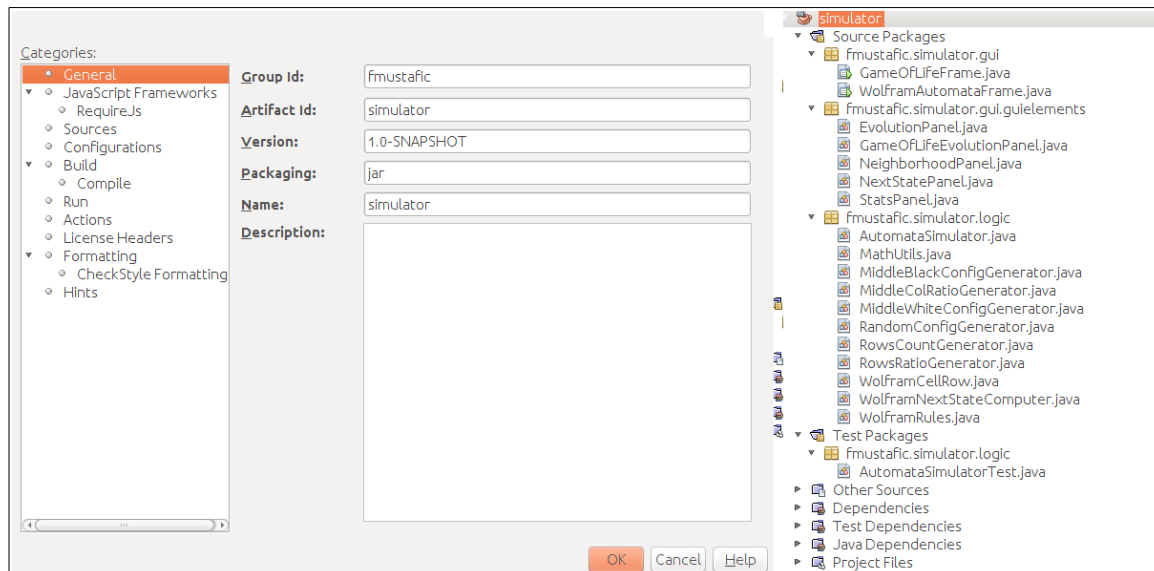 Categories:
General
JavaScript Frameworks
RequireJs
Sources
Configurations
Build
Compile
Run
Actions
License Headers
Formatting
CheckStyle Formatting
Hints
Group Id: fmustafic
Artifact Id: simulator
Version: 1.0-SNAPSHOT
Packaging: jar
Name: simulator
Description:
OK Cancel Help
simulator
Source Packages
fmustafic.simulator.gui
GameOfLifeFrame.java
WolframAutomataFrame.java
fmustafic.simulator.gui.guielements
EvolutionPanel.java
GameOfLifeEvolutionPanel.java
NeighborhoodPanel.java
NextStatePanel.java
StatsPanel.java
fmustafic.simulator.logic
AutomataSimulator.java
MathUtils.java
MiddleBlackConfigGenerator.java
MiddleColRatioGenerator.java
MiddleWhiteConfigGenerator.java
RandomConfigGenerator.java
RowsCountGenerator.java
RowsRatioGenerator.java
WolframCellRow.java
WolframNextStateComputer.java
WolframRules.java
Test Packages
fmustafic.simulator.logic
AutomataSimulatorTest.java
Other Sources
Dependencies
Test Dependencies
Java Dependencies
Project Files